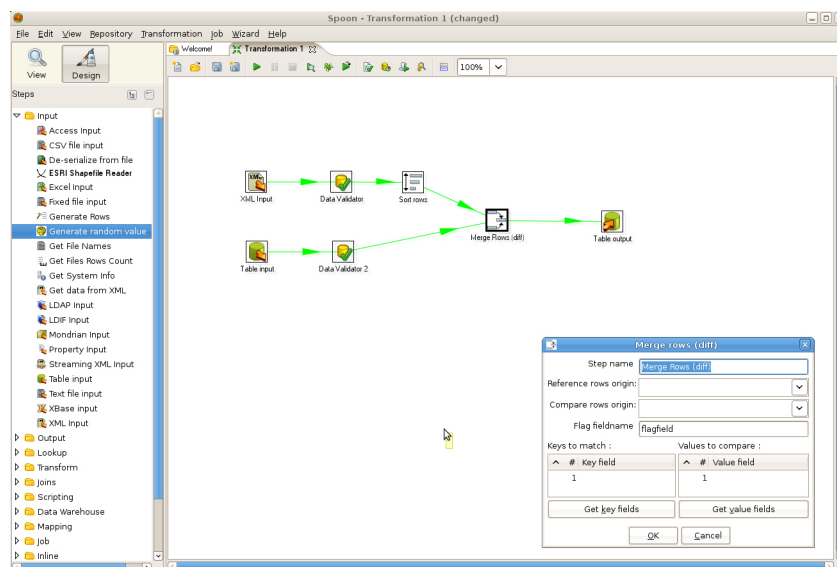 Spoon - Transformation 1 (changed)
File Edit View Repository Transformation Job Wizard Help
View
Design
Steps
Input
Access Input
CSV file input
De-serialize from file
ESRI Shapefile Reader
Excel Input
Fixed file input
Generate Rows
Generate random value
Get File Names
Get Files Rows Count
Get System Info
Get data from XML
LDAP Input
LDIF Input
Mondrian Input
Property Input
Streaming XML Input
Table input
Text file input
XBase input
XML Input
Output
Lookup
Transform
Joins
Scripting
Data Warehouse
Mapping
Job
Inline
Welcome! Transformation 1
100%
XML Input
Data Validator
Sort rows
Merge Rows (diff)
Table output
Table input
Data Validator 2
Merge rows (diff)
Step name Merge Rows (diff)
Reference rows origin:
Compare rows origin:
Flag fieldname flagfield
Keys to match : Values to compare :
# Key field # Value field
1 1
Get key fields Get value fields
OK Cancel